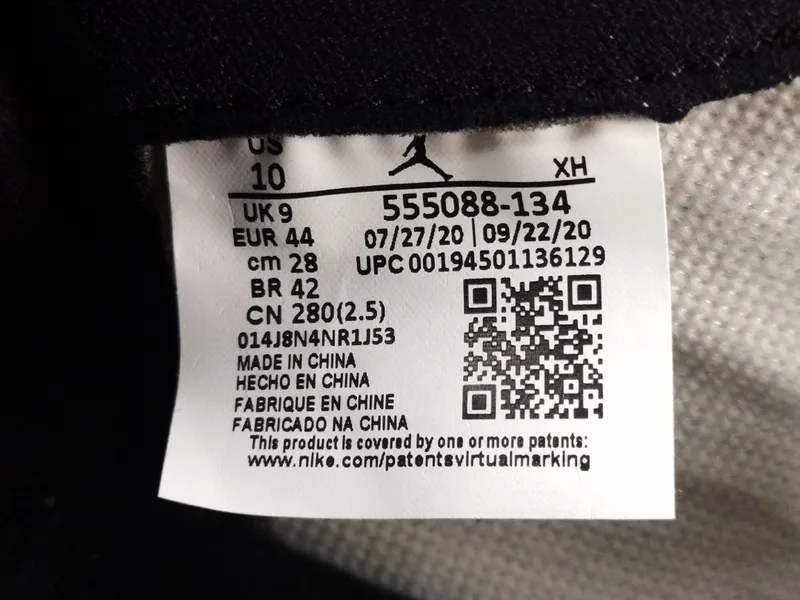 US
10
XH
UK 9
555088-134
EUR 44
07/27/20 | 09/22/20
cm 28
UPC 00194501136129
BR 42
CN 280(2.5)
014J8N4NR1J53
MADE IN CHINA
HECHO EN CHINA
FABRIQUE EN CHINE
FABRICADO NA CHINA
This product is covered by one or more patents:
www.nike.com/patentsvirtualmarking